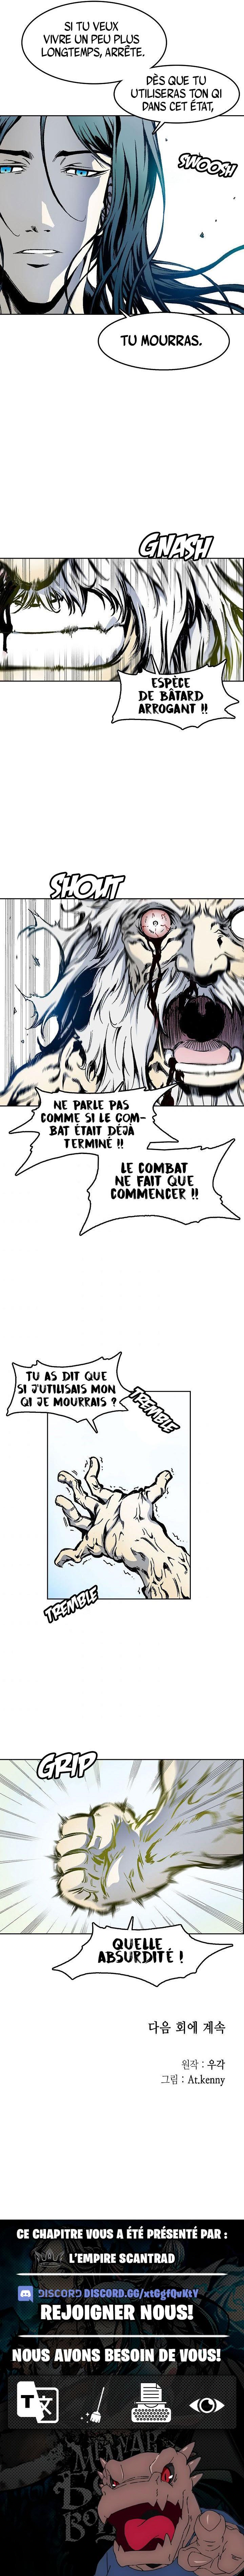 SI TU VEUX
VIVRE UN PEU PLUS
LONGTEMPS, ARRÊTE.
DÈS QUE TU
UTILISERAS TON QI
DANS CET ÉTAT,
SWOOSH
TU MOURRAS.
GNASH
ESPÈCE
DE BÂTARD
ARROGANT !!
SHOUT
NE PARLE PAS
COMME SI LE COM-
BAT ÉTAIT DÉJÀ
TERMINÉ !!
LE COMBAT
NE FAIT QUE
COMMENCER !!
TU AS DIT QUE
SI J'UTILISAIS MON
QI JE MOURRAIS ?
TREMBLE
TREMBLE
GRIP
QUELLE
ABSURDITÉ !
다음 회에 계속
원작 : 우각
그림 : At.kenny
CE CHAPITRE VOUS A ÉTÉ PRÉSENTÉ PAR :
L'EMPIRE SCANTRAD
DISCORD DISCORD.GG/xtGgfQvKtY
REJOIGNER NOUS!
NOUS AVONS BESOIN DE VOUS!
T 文